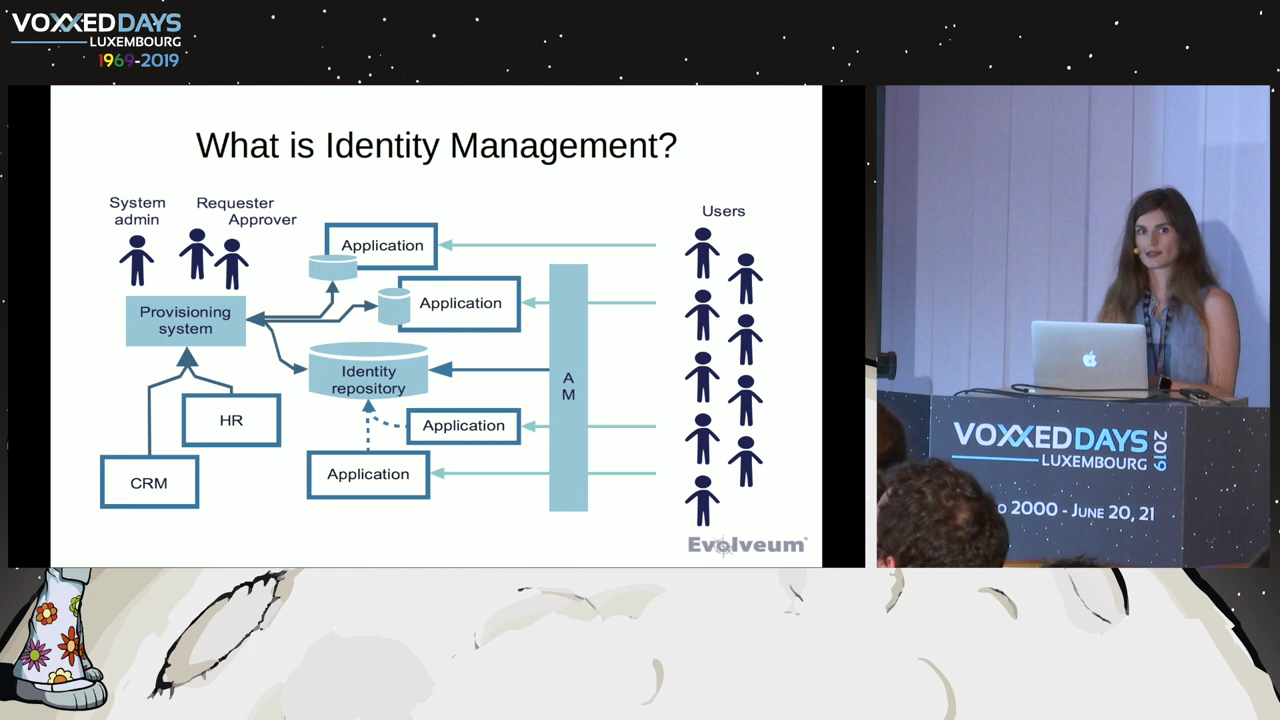 VOXXED DAYS
LUXEMBOURG
1969-2019
What is Identity Management?
System
admin
Requester
Approver
Users
Application
Application
Provisioning
system
Identity
repository
A
M
HR
Application
CRM
Application
Evolveum
VOXXED DAYS
LUXEMBOURG
2019
2000 - JUNE 20, 21